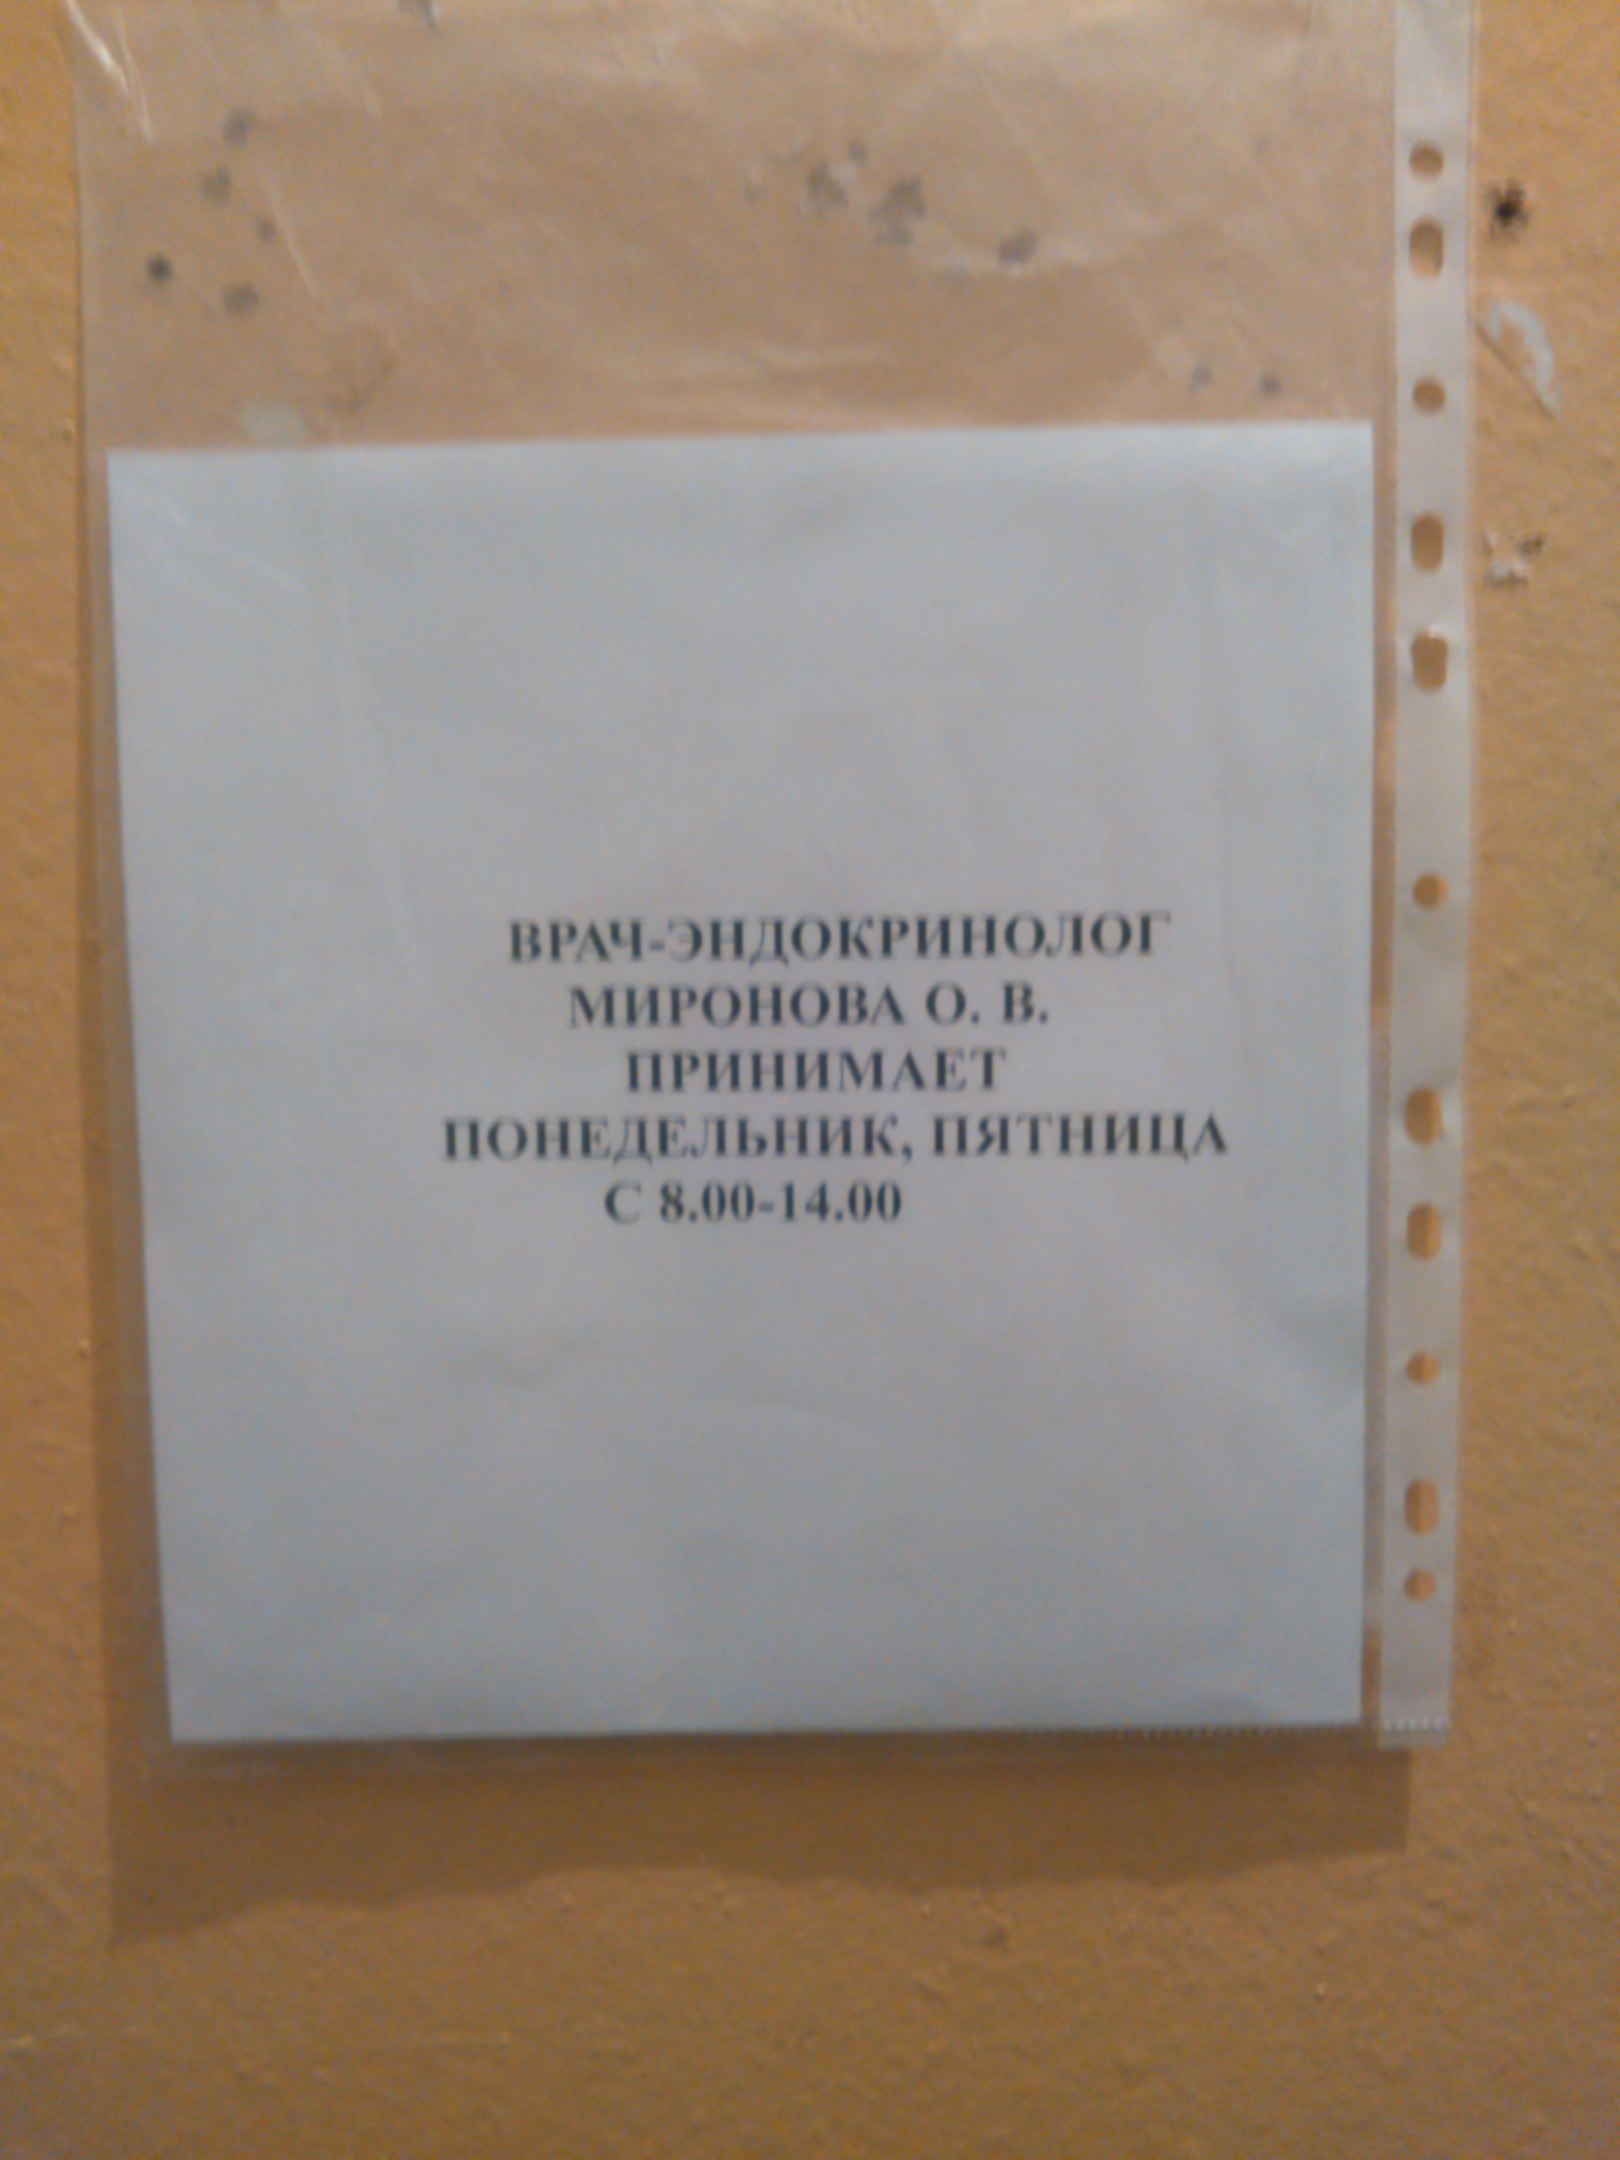 ВРАЧ-ЭНДОКРИНОЛОГ
МИРОНОВА О. В.
ПРИНИМАЕТ
ПОНЕДЕЛЬНИК, ПЯТНИЦА
С 8.00-14.00